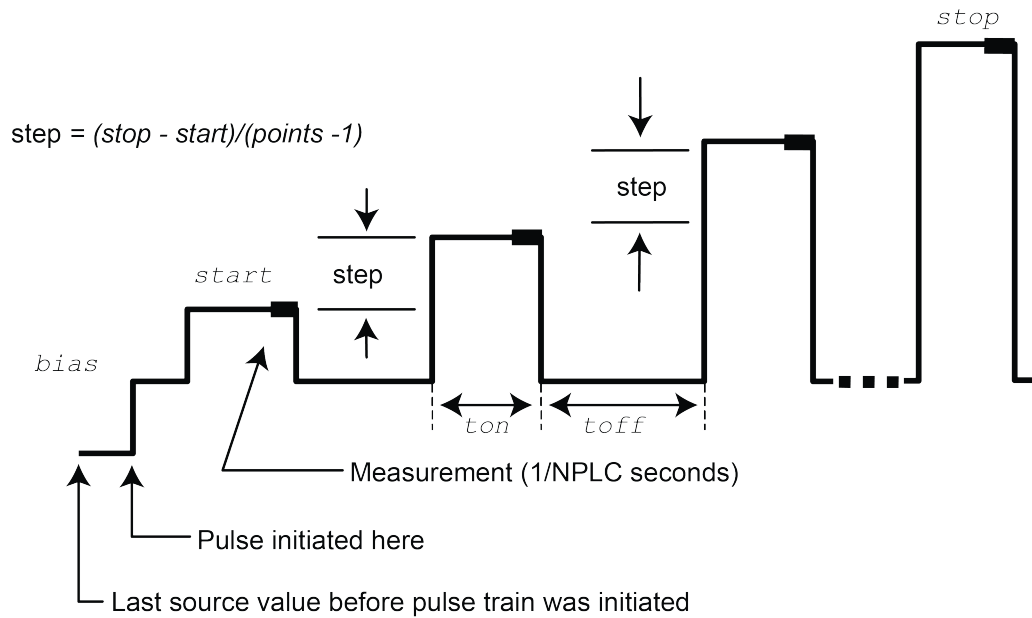 stop
step = (stop - start)/(points -1)
step
start
step
bias
ton
toff
Measurement (1/NPLC seconds)
Pulse initiated here
Last source value before pulse train was initiated